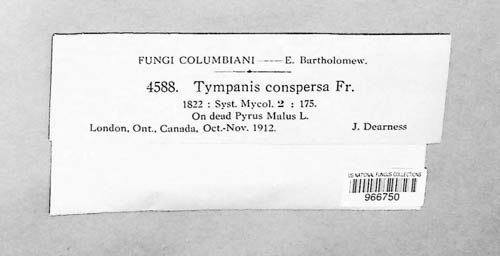 FUNGI COLUMBIANI — E. Bartholomew.
4588. Tympanis conspersa Fr.
1822 : Syst. Mycol. 2 : 175.
On dead Pyrus Malus L.
London, Ont., Canada, Oct.-Nov. 1912. J. Dearness
US NATIONAL FUNGUS COLLECTIONS
966750